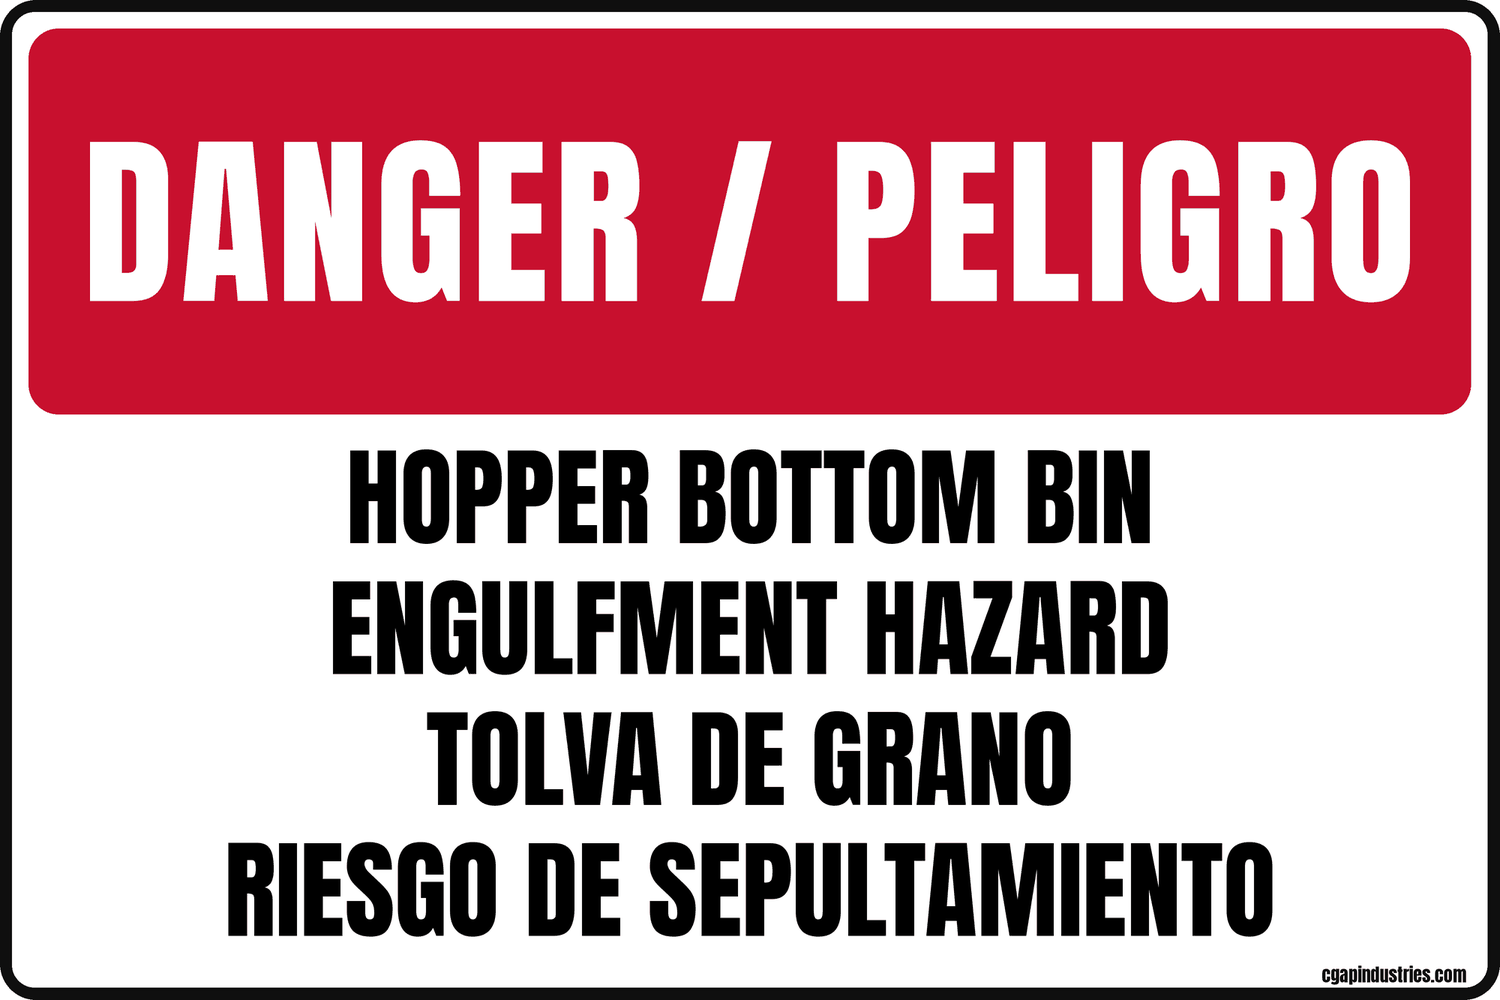 DANGER / PELIGRO
HOPPER BOTTOM BIN
ENGULFMENT HAZARD
TOLVA DE GRANO
RIESGO DE SEPULTAMIENTO
cgapindustries.com